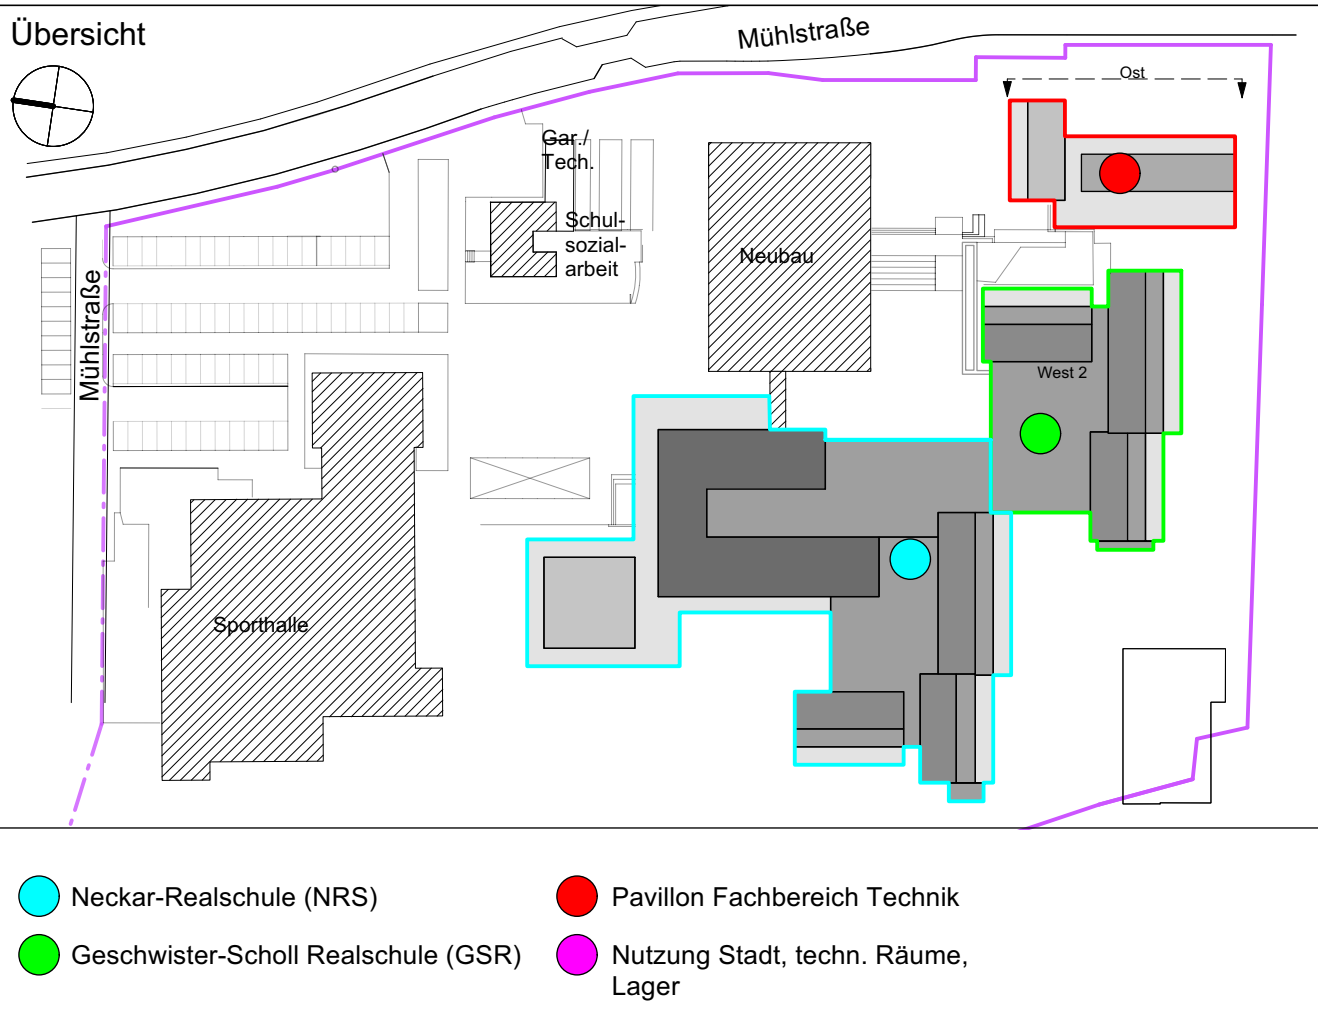 Übersicht
Mühlstraße
Ost
Gar./
Tech.
Schul-
sozial-
arbeit
Neubau
Mühlstraße
West 2
Sporthalle
Neckar-Realschule (NRS)
Pavillon Fachbereich Technik
Geschwister-Scholl Realschule (GSR)
Nutzung Stadt, techn. Räume,
Lager